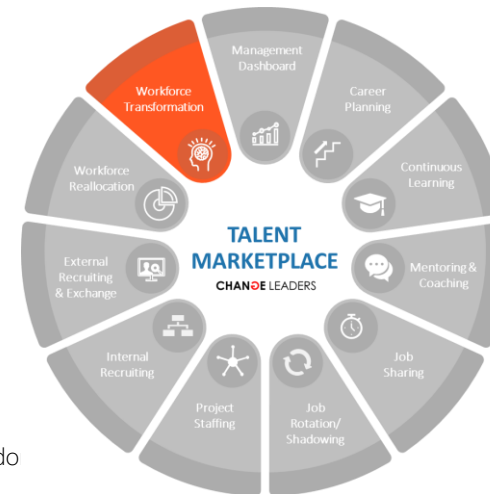 Management
Dashboard
Career
Planning
Continuous
Learning
Mentoring &
Coaching
Job
Sharing
Job
Rotation/
Shadowing
Project
Staffing
Internal
Recruiting
External
Recruiting
& Exchange
Workforce
Reallocation
Workforce
Transformation
TALENT
MARKETPLACE
CHANGE LEADERS
do